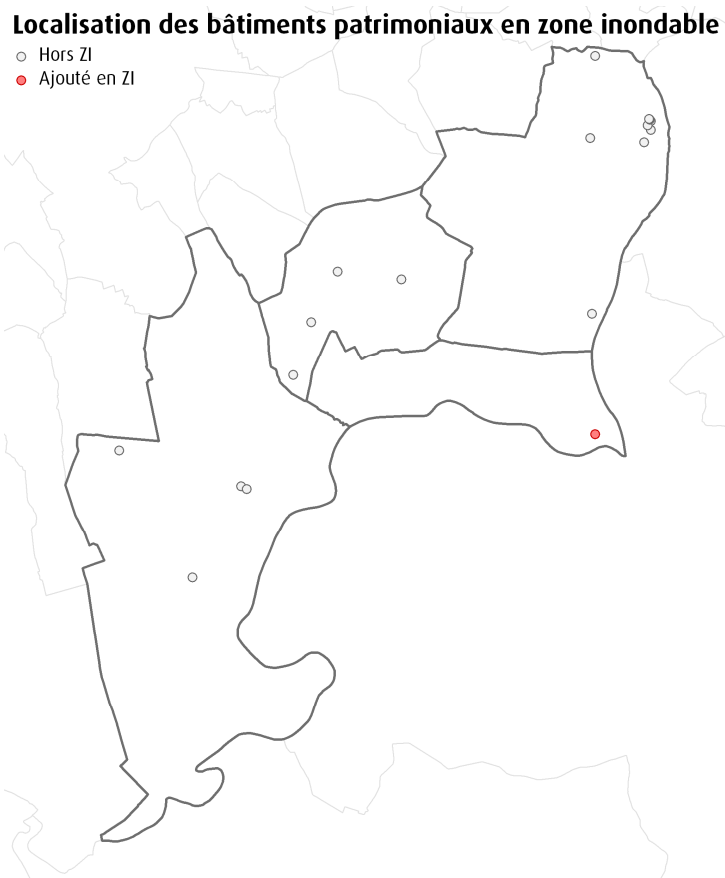 Localisation des bâtiments patrimoniaux en zone inondable
Hors ZI
Ajouté en ZI